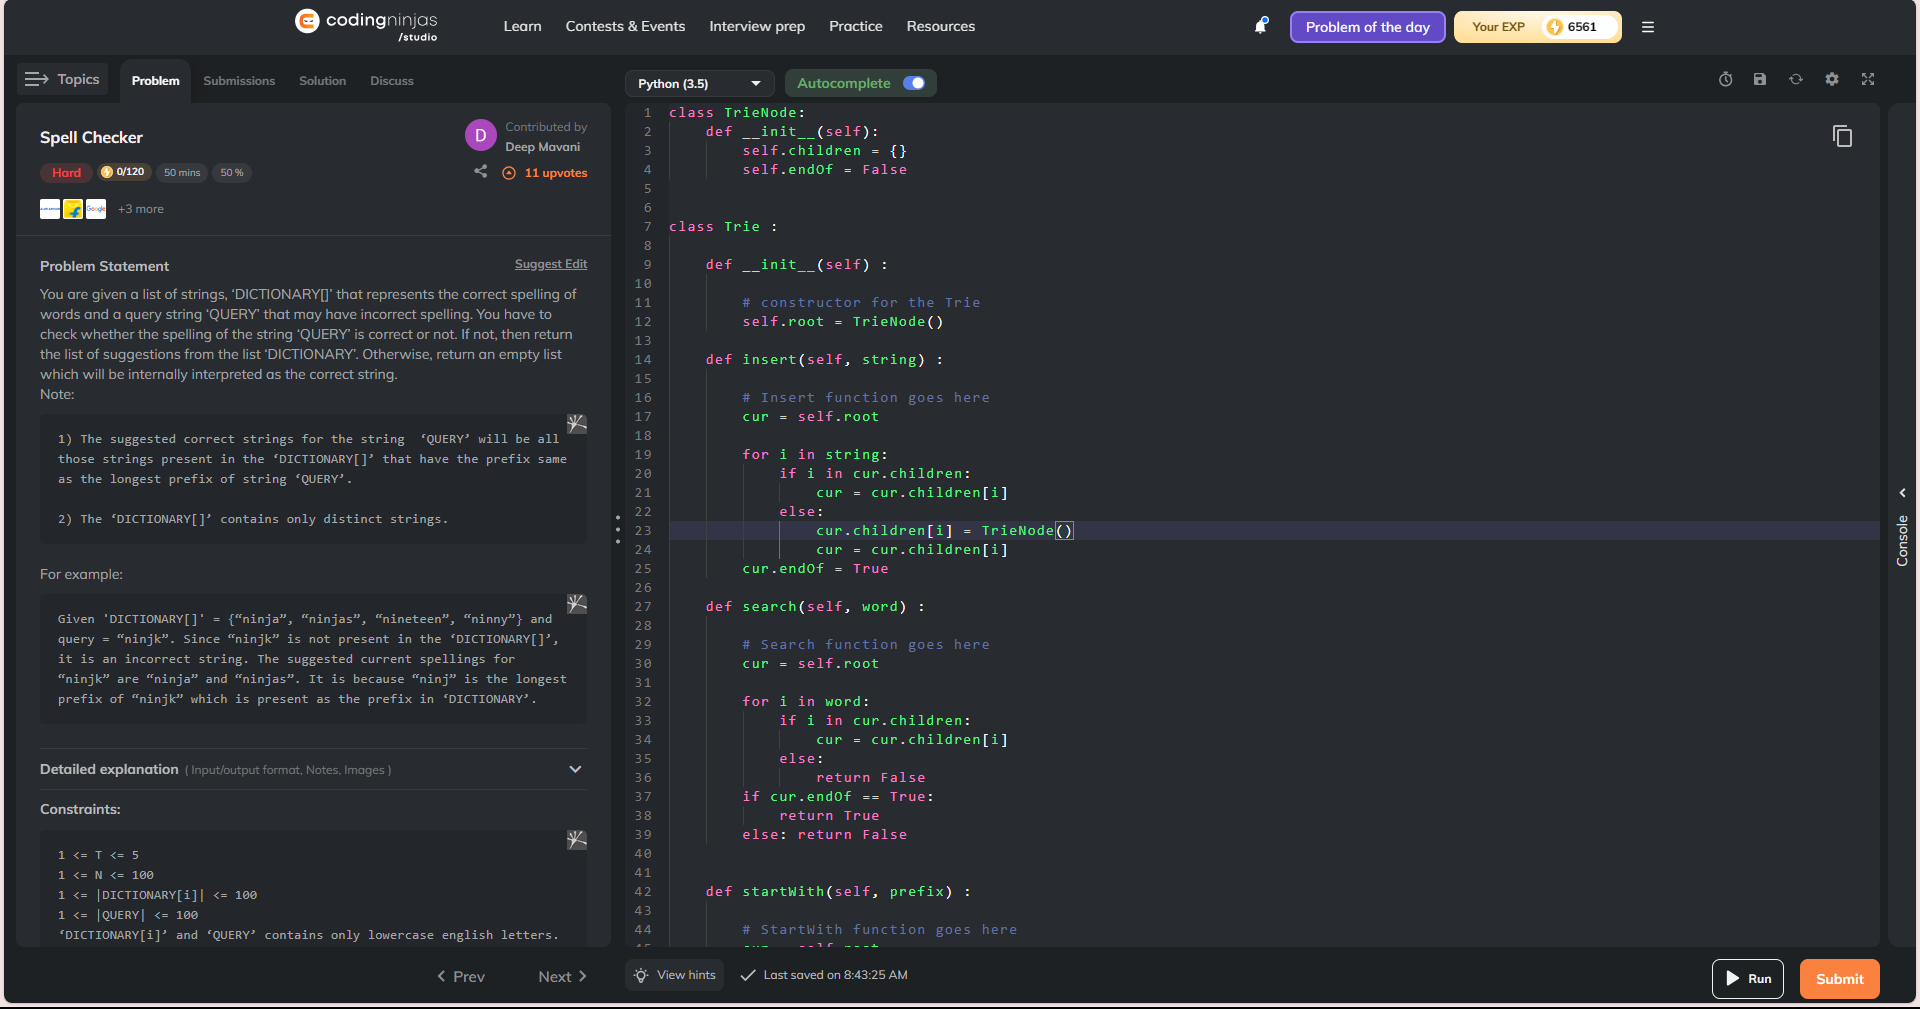 codingninjas
/studio
Learn
Contests & Events
Interview prep
Practice
Resources
Problem of the day
Your EXP
6561
Topics
Problem
Submissions
Solution
Discuss
Spell Checker
D
Contributed by
Deep Mavani
Hard
0/120
50 mins
50 %
11 upvotes
Google
+3 more
Problem Statement
Suggest Edit
You are given a list of strings, ‘DICTIONARY[]’ that represents the correct spelling of
words and a query string ‘QUERY’ that may have incorrect spelling. You have to
check whether the spelling of the string ‘QUERY’ is correct or not. If not, then return
the list of suggestions from the list ‘DICTIONARY’. Otherwise, return an empty list
which will be internally interpreted as the correct string.
Note:
1) The suggested correct strings for the string  ‘QUERY’ will be all
those strings present in the ‘DICTIONARY[]’ that have the prefix same
as the longest prefix of string ‘QUERY’.
2) The ‘DICTIONARY[]’ contains only distinct strings.
For example:
Given 'DICTIONARY[]' = {“ninja”, “ninjas”, “nineteen”, “ninny”} and
query = “ninjk”. Since “ninjk” is not present in the ‘DICTIONARY[]’,
it is an incorrect string. The suggested current spellings for
“ninjk” are “ninja” and “ninjas”. It is because “ninj” is the longest
prefix of “ninjk” which is present as the prefix in ‘DICTIONARY’.
Detailed explanation ( Input/output format, Notes, Images )
Constraints:
1 <= T <= 5
1 <= N <= 100
1 <= |DICTIONARY[i]| <= 100
1 <= |QUERY| <= 100
‘DICTIONARY[i]’ and ‘QUERY’ contains only lowercase english letters.
Prev
Next
Python (3.5)
Autocomplete
1 class TrieNode:
2     def __init__(self):
3         self.children = {}
4         self.endOf = False
5
6
7 class Trie :
8
9     def __init__(self) :
10
11         # constructor for the Trie
12         self.root = TrieNode()
13
14     def insert(self, string) :
15
16         # Insert function goes here
17         cur = self.root
18
19         for i in string:
20             if i in cur.children:
21                 cur = cur.children[i]
22             else:
23                 cur.children[i] = TrieNode()
24                 cur = cur.children[i]
25         cur.endOf = True
26
27     def search(self, word) :
28
29         # Search function goes here
30         cur = self.root
31
32         for i in word:
33             if i in cur.children:
34                 cur = cur.children[i]
35             else:
36                 return False
37         if cur.endOf == True:
38             return True
39         else: return False
40
41
42     def startWith(self, prefix) :
43
44         # StartWith function goes here
45         cur = self.root
Console
View hints
Last saved on 8:43:25 AM
Run
Submit